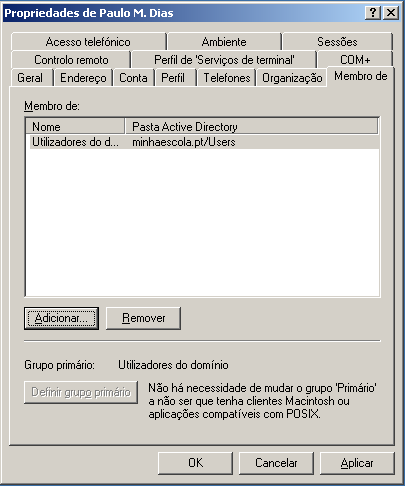 Propriedades de Paulo M. Dias
Acesso telefónico Ambiente Sessões
Controlo remoto Perfil de 'Serviços de terminal' COM+
Geral Endereço Conta Perfil Telefones Organização Membro de
Membro de:
Nome Pasta Active Directory
Utilizadores do d... minhaescola.pt/Users
Adicionar... Remover
Grupo primário: Utilizadores do domínio
Definir grupo primário
Não há necessidade de mudar o grupo 'Primário'
a não ser que tenha clientes Macintosh ou
aplicações compatíveis com POSIX.
OK Cancelar Aplicar